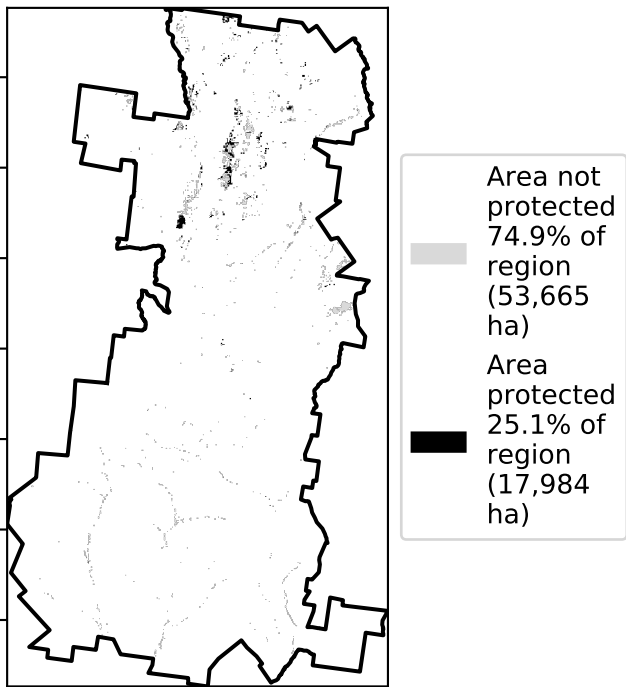 Area not
protected
74.9% of
region
(53,665
ha)
Area
protected
25.1% of
region
(17,984
ha)